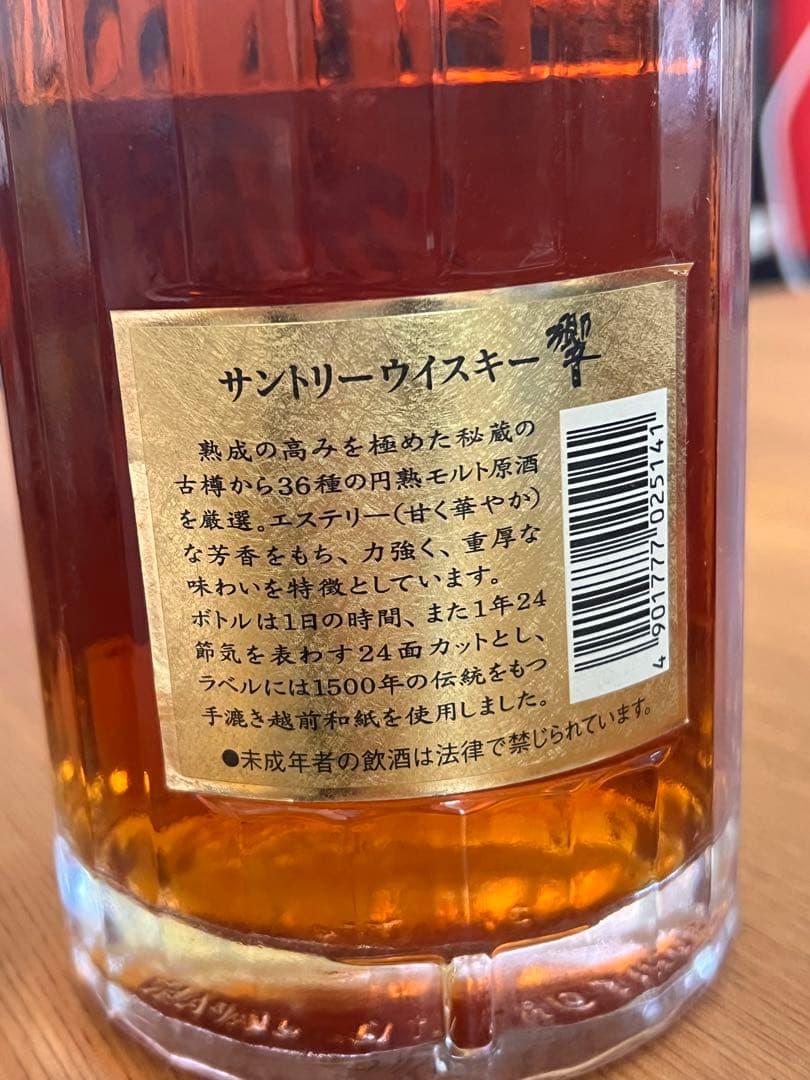 サントリーウイスキー響
熟成の高みを極めた秘蔵の
古樽から36種の円熟モルト原酒
を厳選。エステリー(甘く華やか)
な芳香をもち、力強く、重厚な
味わいを特徴としています。
ボトルは1日の時間、また1年24
節気を表わす24面カットとし、
ラベルには1500年の伝統をもつ
手漉き越前和紙を使用しました。
●未成年者の飲酒は法律で禁じられています。
4 901777 025141